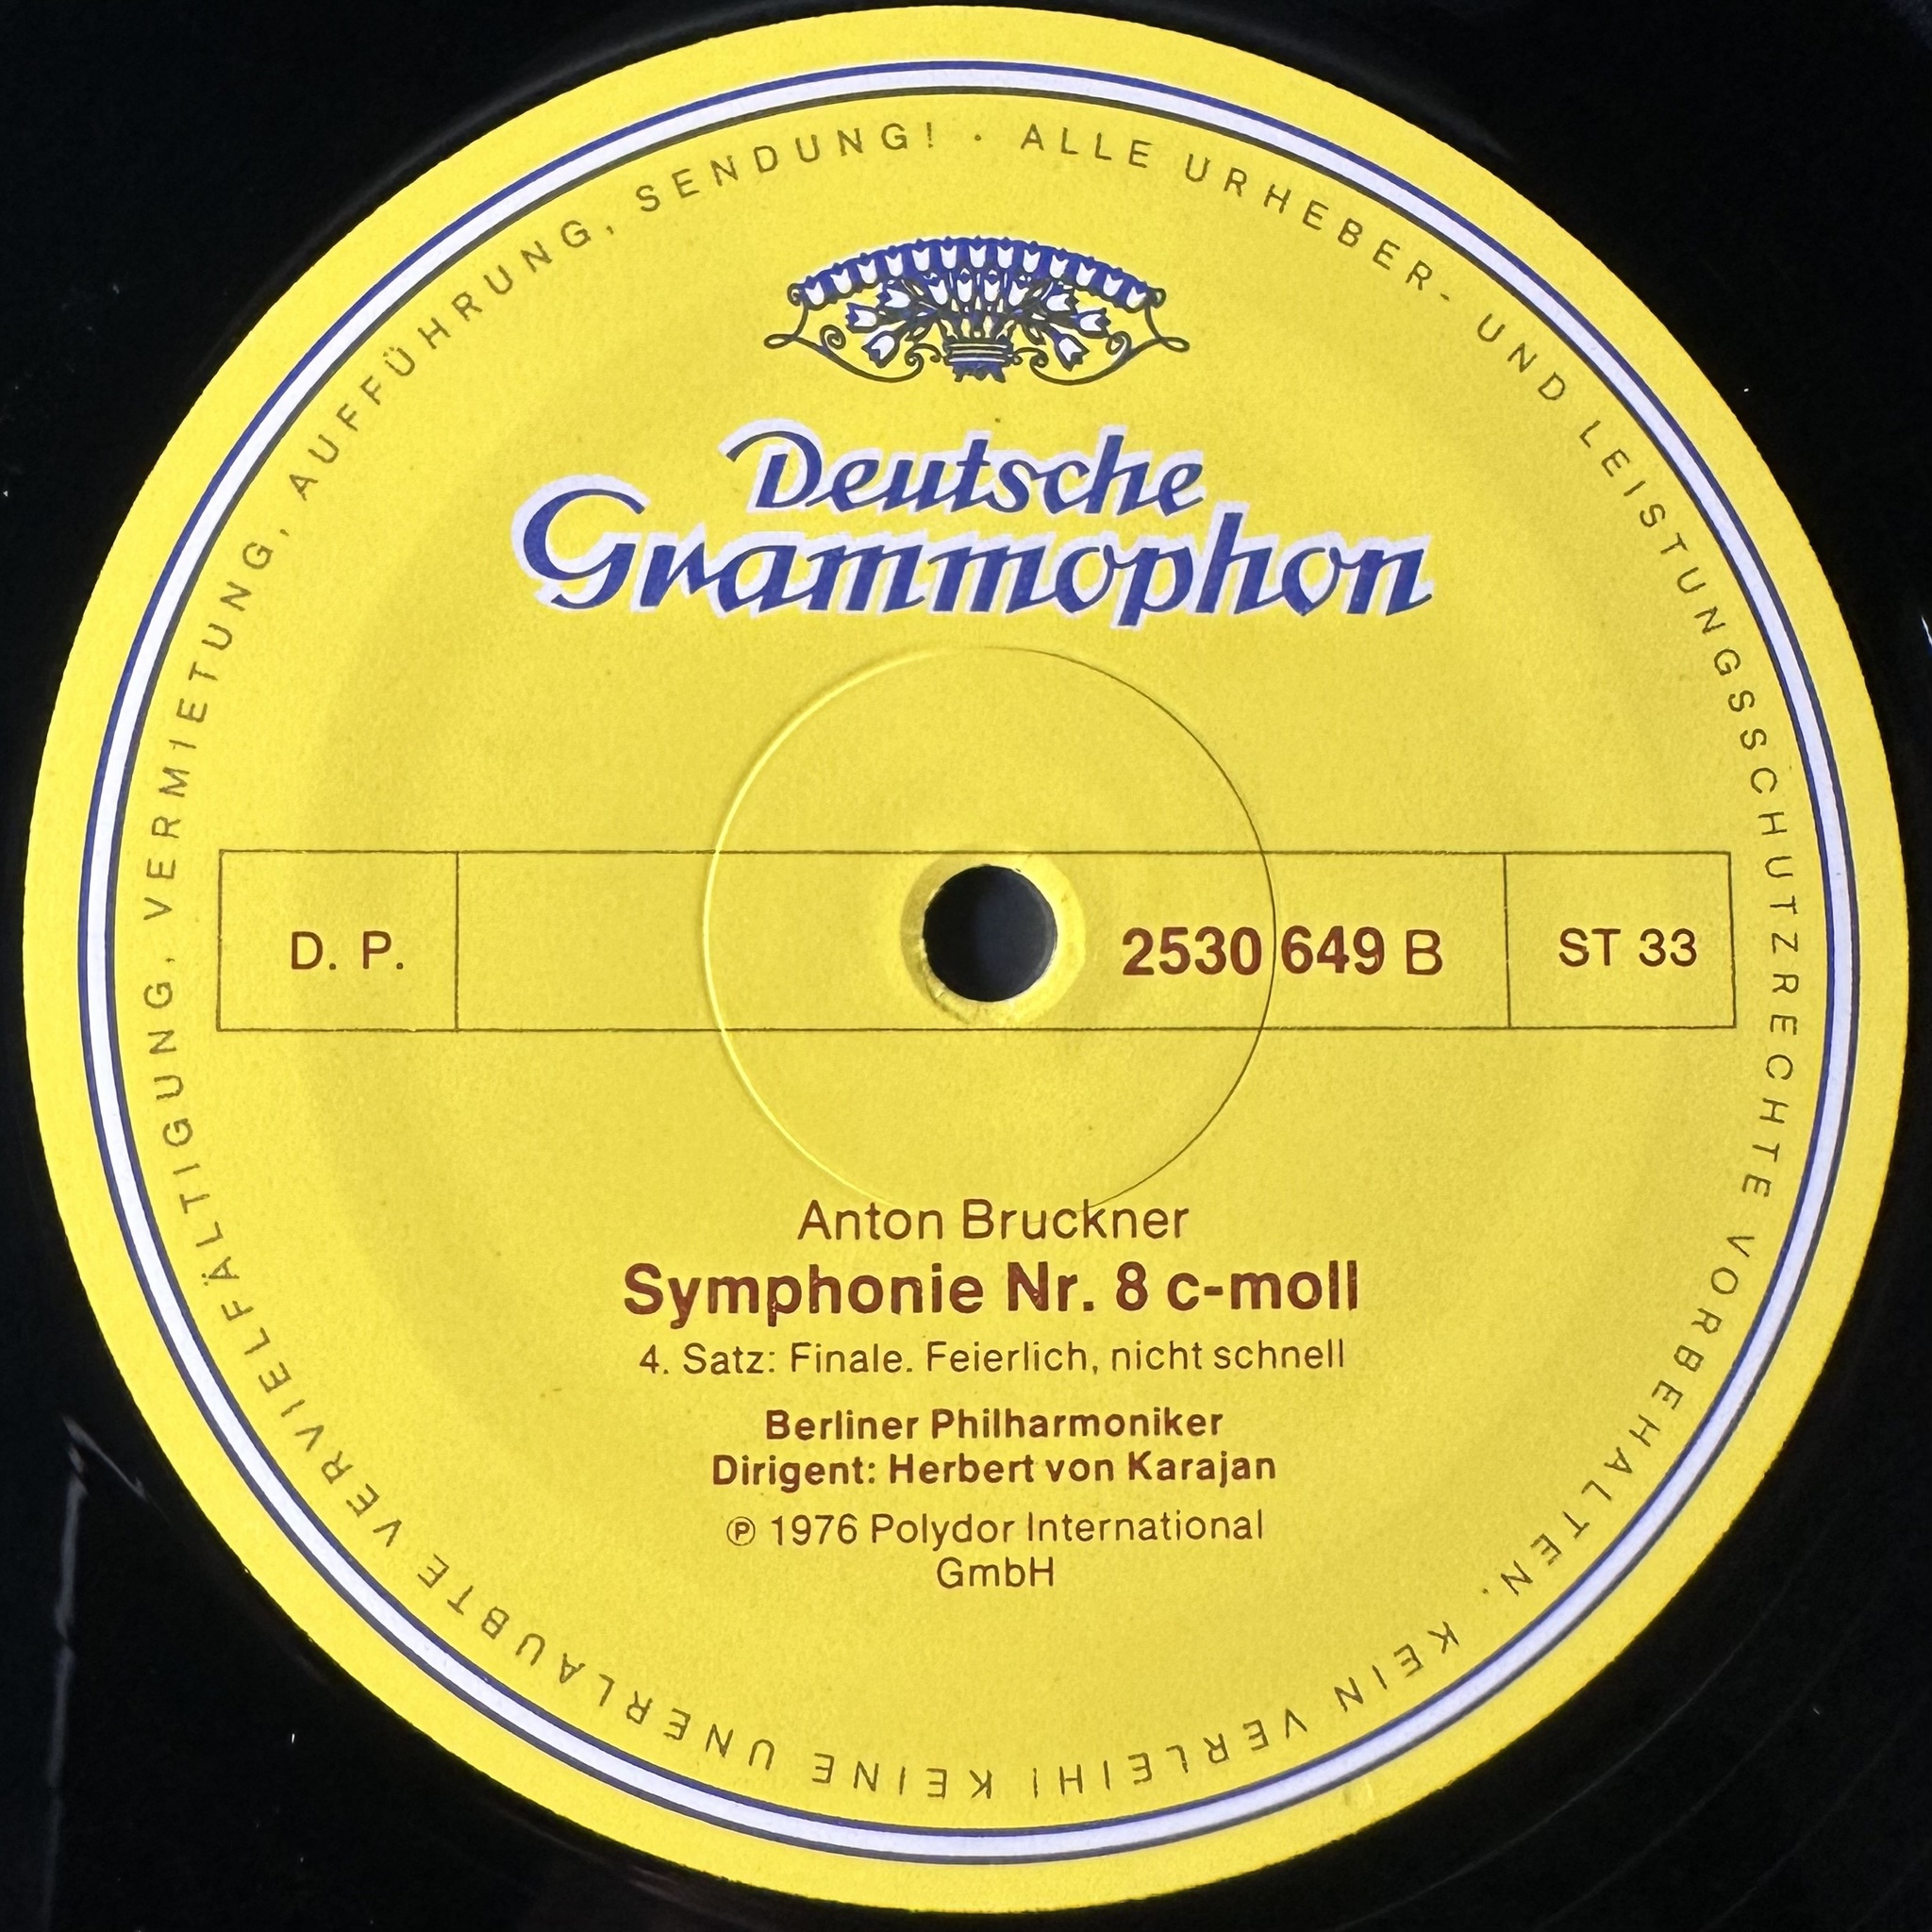 ALLE URHEBER- UND LEISTUNGSSCHUTZRECHTE VORBEHALTEN. KEIN VERLEIH! KEINE UNERLAUBTE VERVIELFÄLTIGUNG, VERMIETUNG, AUFFÜHRUNG, SENDUNG! ·
Deutsche
Grammophon
D. P.
2530 649 B
ST 33
Anton Bruckner
Symphonie Nr. 8 c-moll
4. Satz: Finale. Feierlich, nicht schnell
Berliner Philharmoniker
Dirigent: Herbert von Karajan
℗ 1976 Polydor International
GmbH